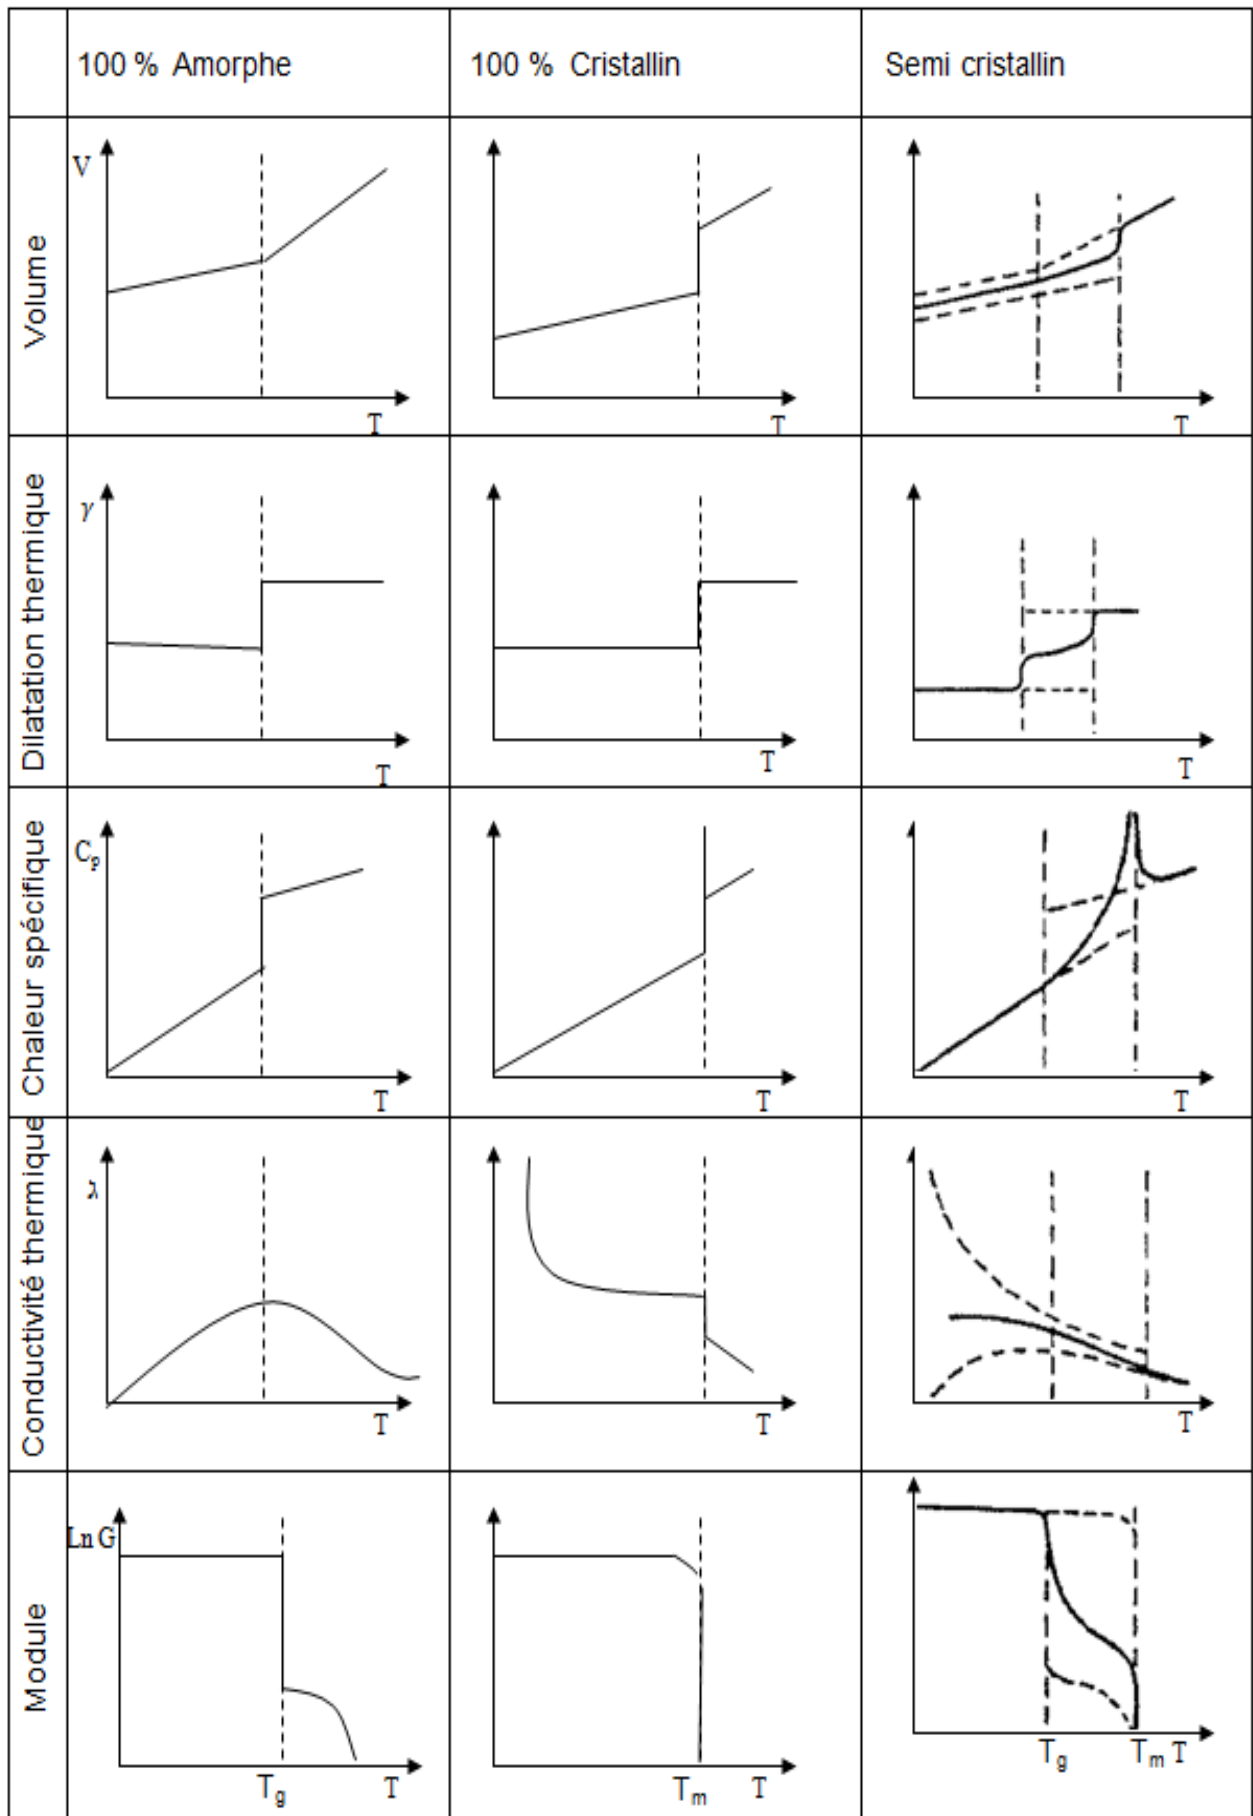 100 % Amorphe
100 % Cristallin
Semi cristallin
Volume
V
T
T
T
Dilatation thermique
γ
T
T
T
Chaleur spécifique
Cp
T
T
T
Conductivité thermique
λ
T
T
T
Module
Ln G
Tg T
Tm T
Tg Tm T